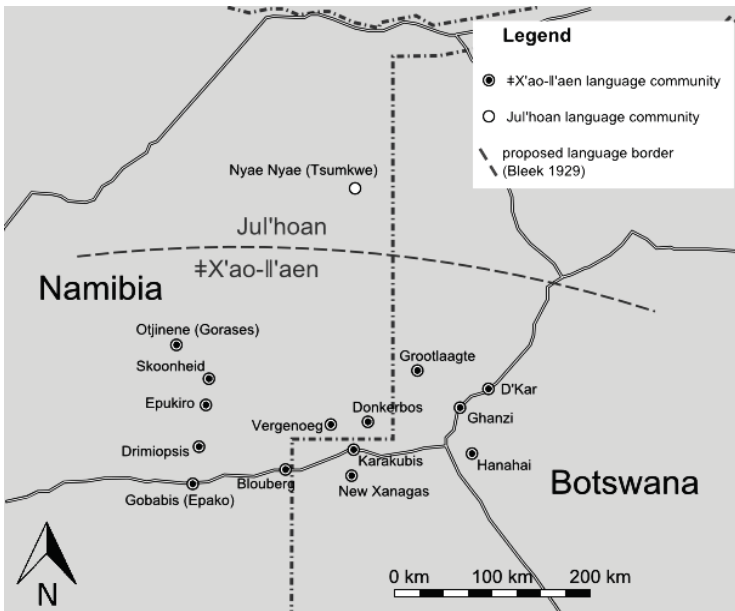 Legend
ǂX'ao-ǁ'aen language community
Jul'hoan language community
proposed language border
(Bleek 1929)
Nyae Nyae (Tsumkwe)
Jul'hoan
ǂX'ao-ǁ'aen
Namibia
Otjinene (Gorases)
Skoonheid
Grootlaagte
D'Kar
Epukiro
Donkerbos
Ghanzi
Vergenoeg
Drimiopsis
Karakubis
Hanahai
Blouberg
Gobabis (Epako)
New Xanagas
Botswana
N
0 km 100 km 200 km